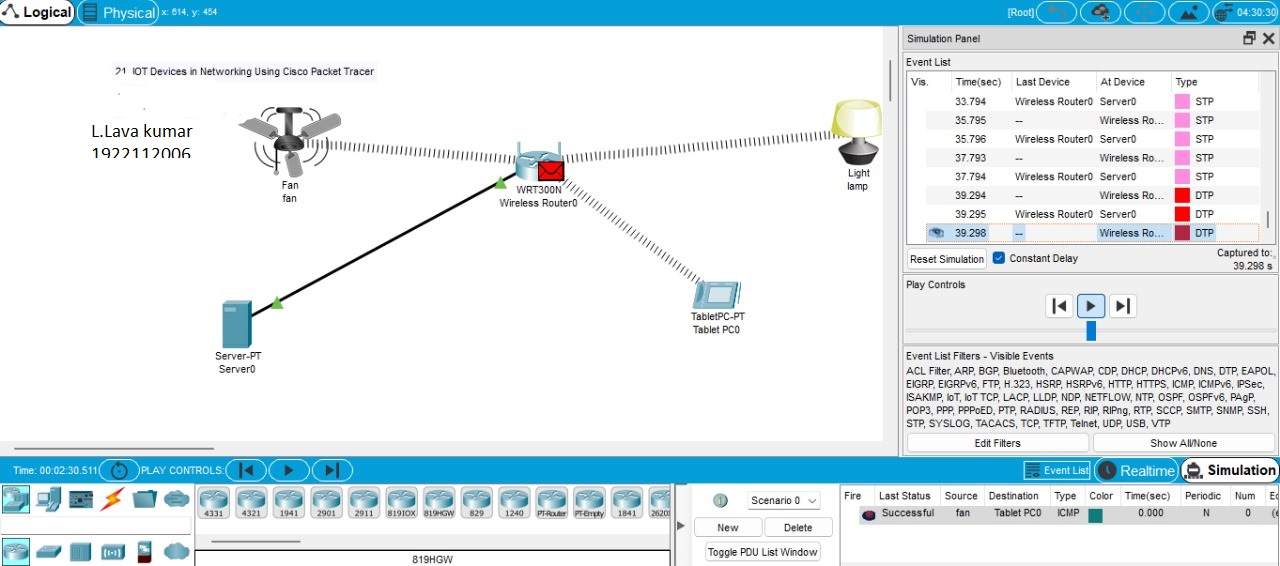 Logical Physical x: 614, y: 454 [Root] 04:30:30
21 IOT Devices in Networking Using Cisco Packet Tracer
L.Lava kumar
1922112006
Fan
fan
WRT300N
Wireless Router0
Light
lamp
Server-PT
Server0
TabletPC-PT
Tablet PC0
Simulation Panel
Event List
Vis. Time(sec) Last Device At Device Type
33.794 Wireless Router0 Server0 STP
35.795 -- Wireless Ro... STP
35.796 Wireless Router0 Server0 STP
37.793 -- Wireless Ro... STP
37.794 Wireless Router0 Server0 STP
39.294 -- Wireless Ro... DTP
39.295 Wireless Router0 Server0 DTP
39.298 -- Wireless Ro... DTP
Reset Simulation Constant Delay Captured to:
39.298 s
Play Controls
Event List Filters - Visible Events
ACL Filter, ARP, BGP, Bluetooth, CAPWAP, CDP, DHCP, DHCPv6, DNS, DTP, EAPOL,
EIGRP, EIGRPv6, FTP, H.323, HSRP, HSRPv6, HTTP, HTTPS, ICMP, ICMPv6, IPSec,
ISAKMP, IoT, IoT TCP, LACP, LLDP, NDP, NETFLOW, NTP, OSPF, OSPFv6, PAgP,
POP3, PPP, PPPoED, PTP, RADIUS, REP, RIP, RIPng, RTP, SCCP, SMTP, SNMP, SSH,
STP, SYSLOG, TACACS, TCP, TFTP, Telnet, UDP, USB, VTP
Edit Filters Show All/None
Time: 00:02:30.511 PLAY CONTROLS: Event List Realtime Simulation
4331 4321 1941 2901 2911 819IOX 819HGW 829 1240 PT-Router PT-Empty 1841 2620
819HGW
Scenario 0
New Delete
Toggle PDU List Window
Fire Last Status Source Destination Type Color Time(sec) Periodic Num
Successful fan Tablet PC0 ICMP 0.000 N 0